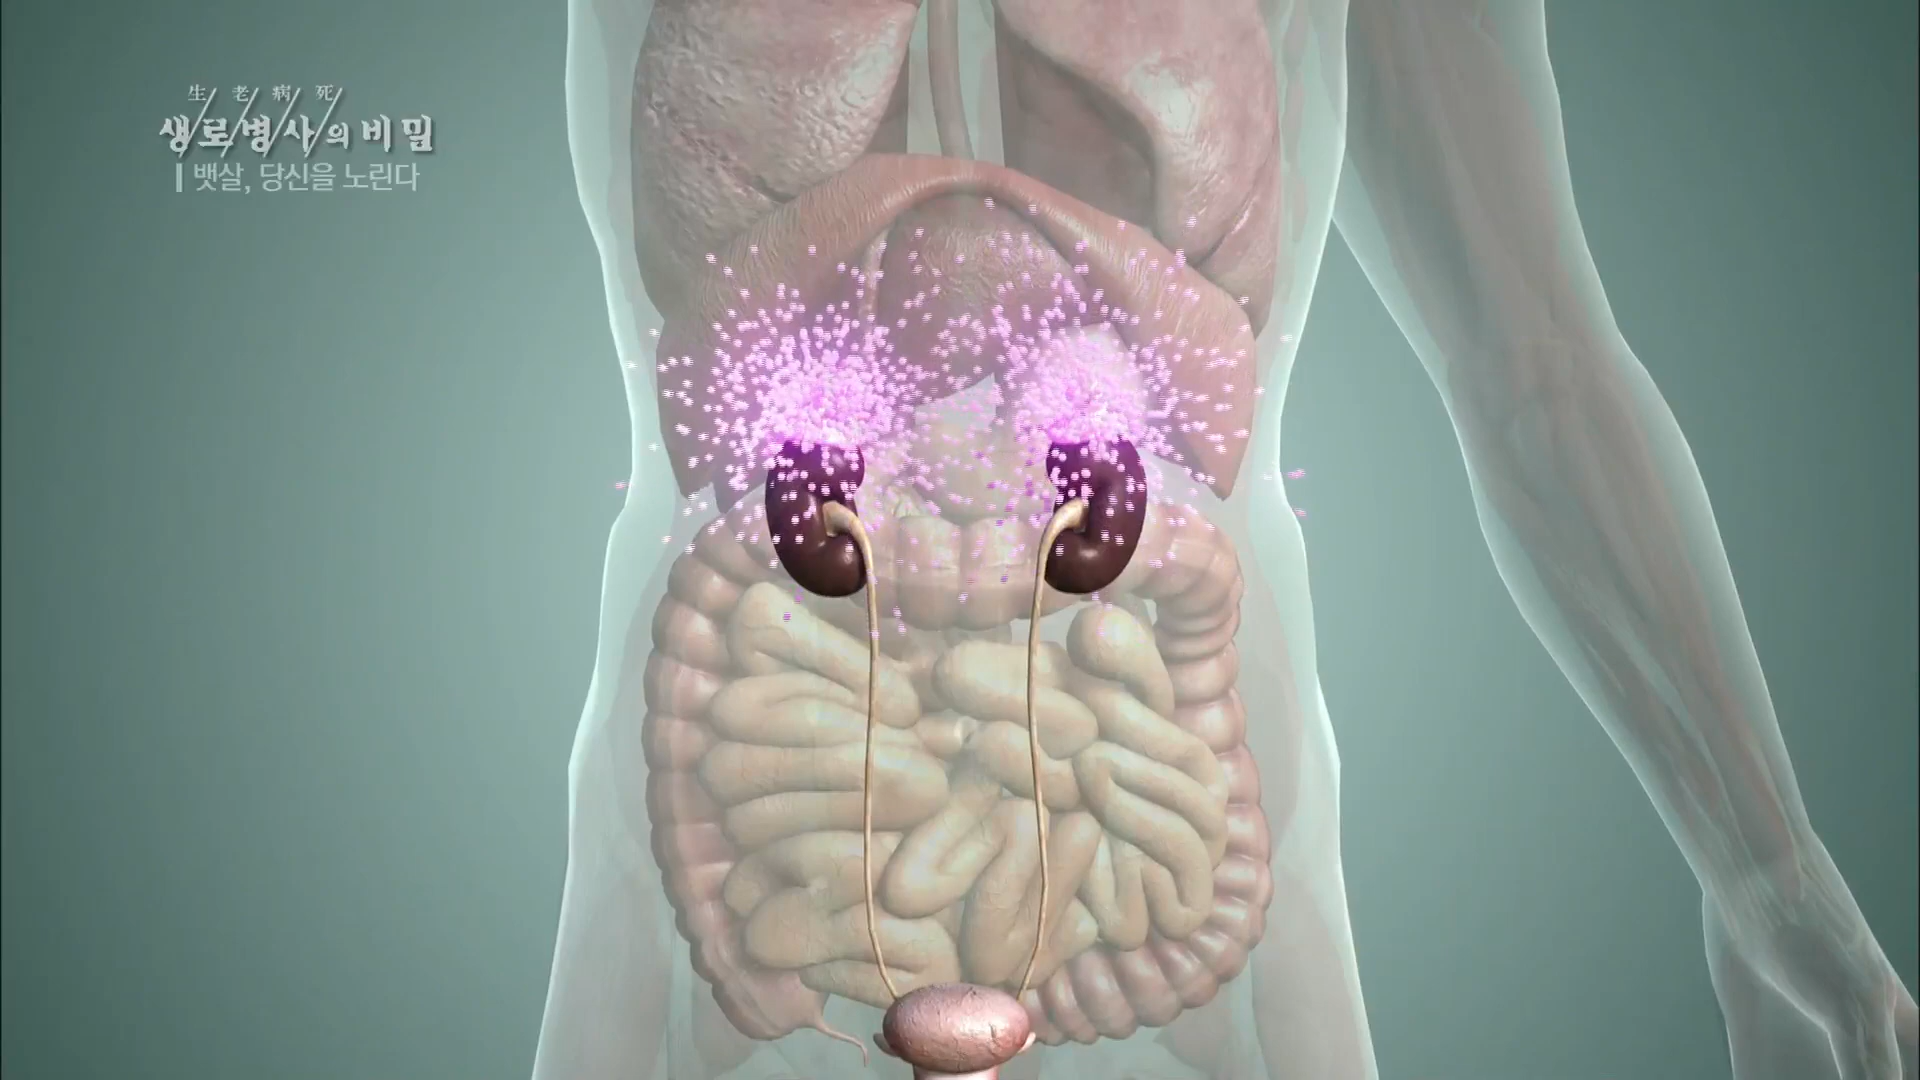 生 老 病 死
생로병사의 비밀
뱃살, 당신을 노린다